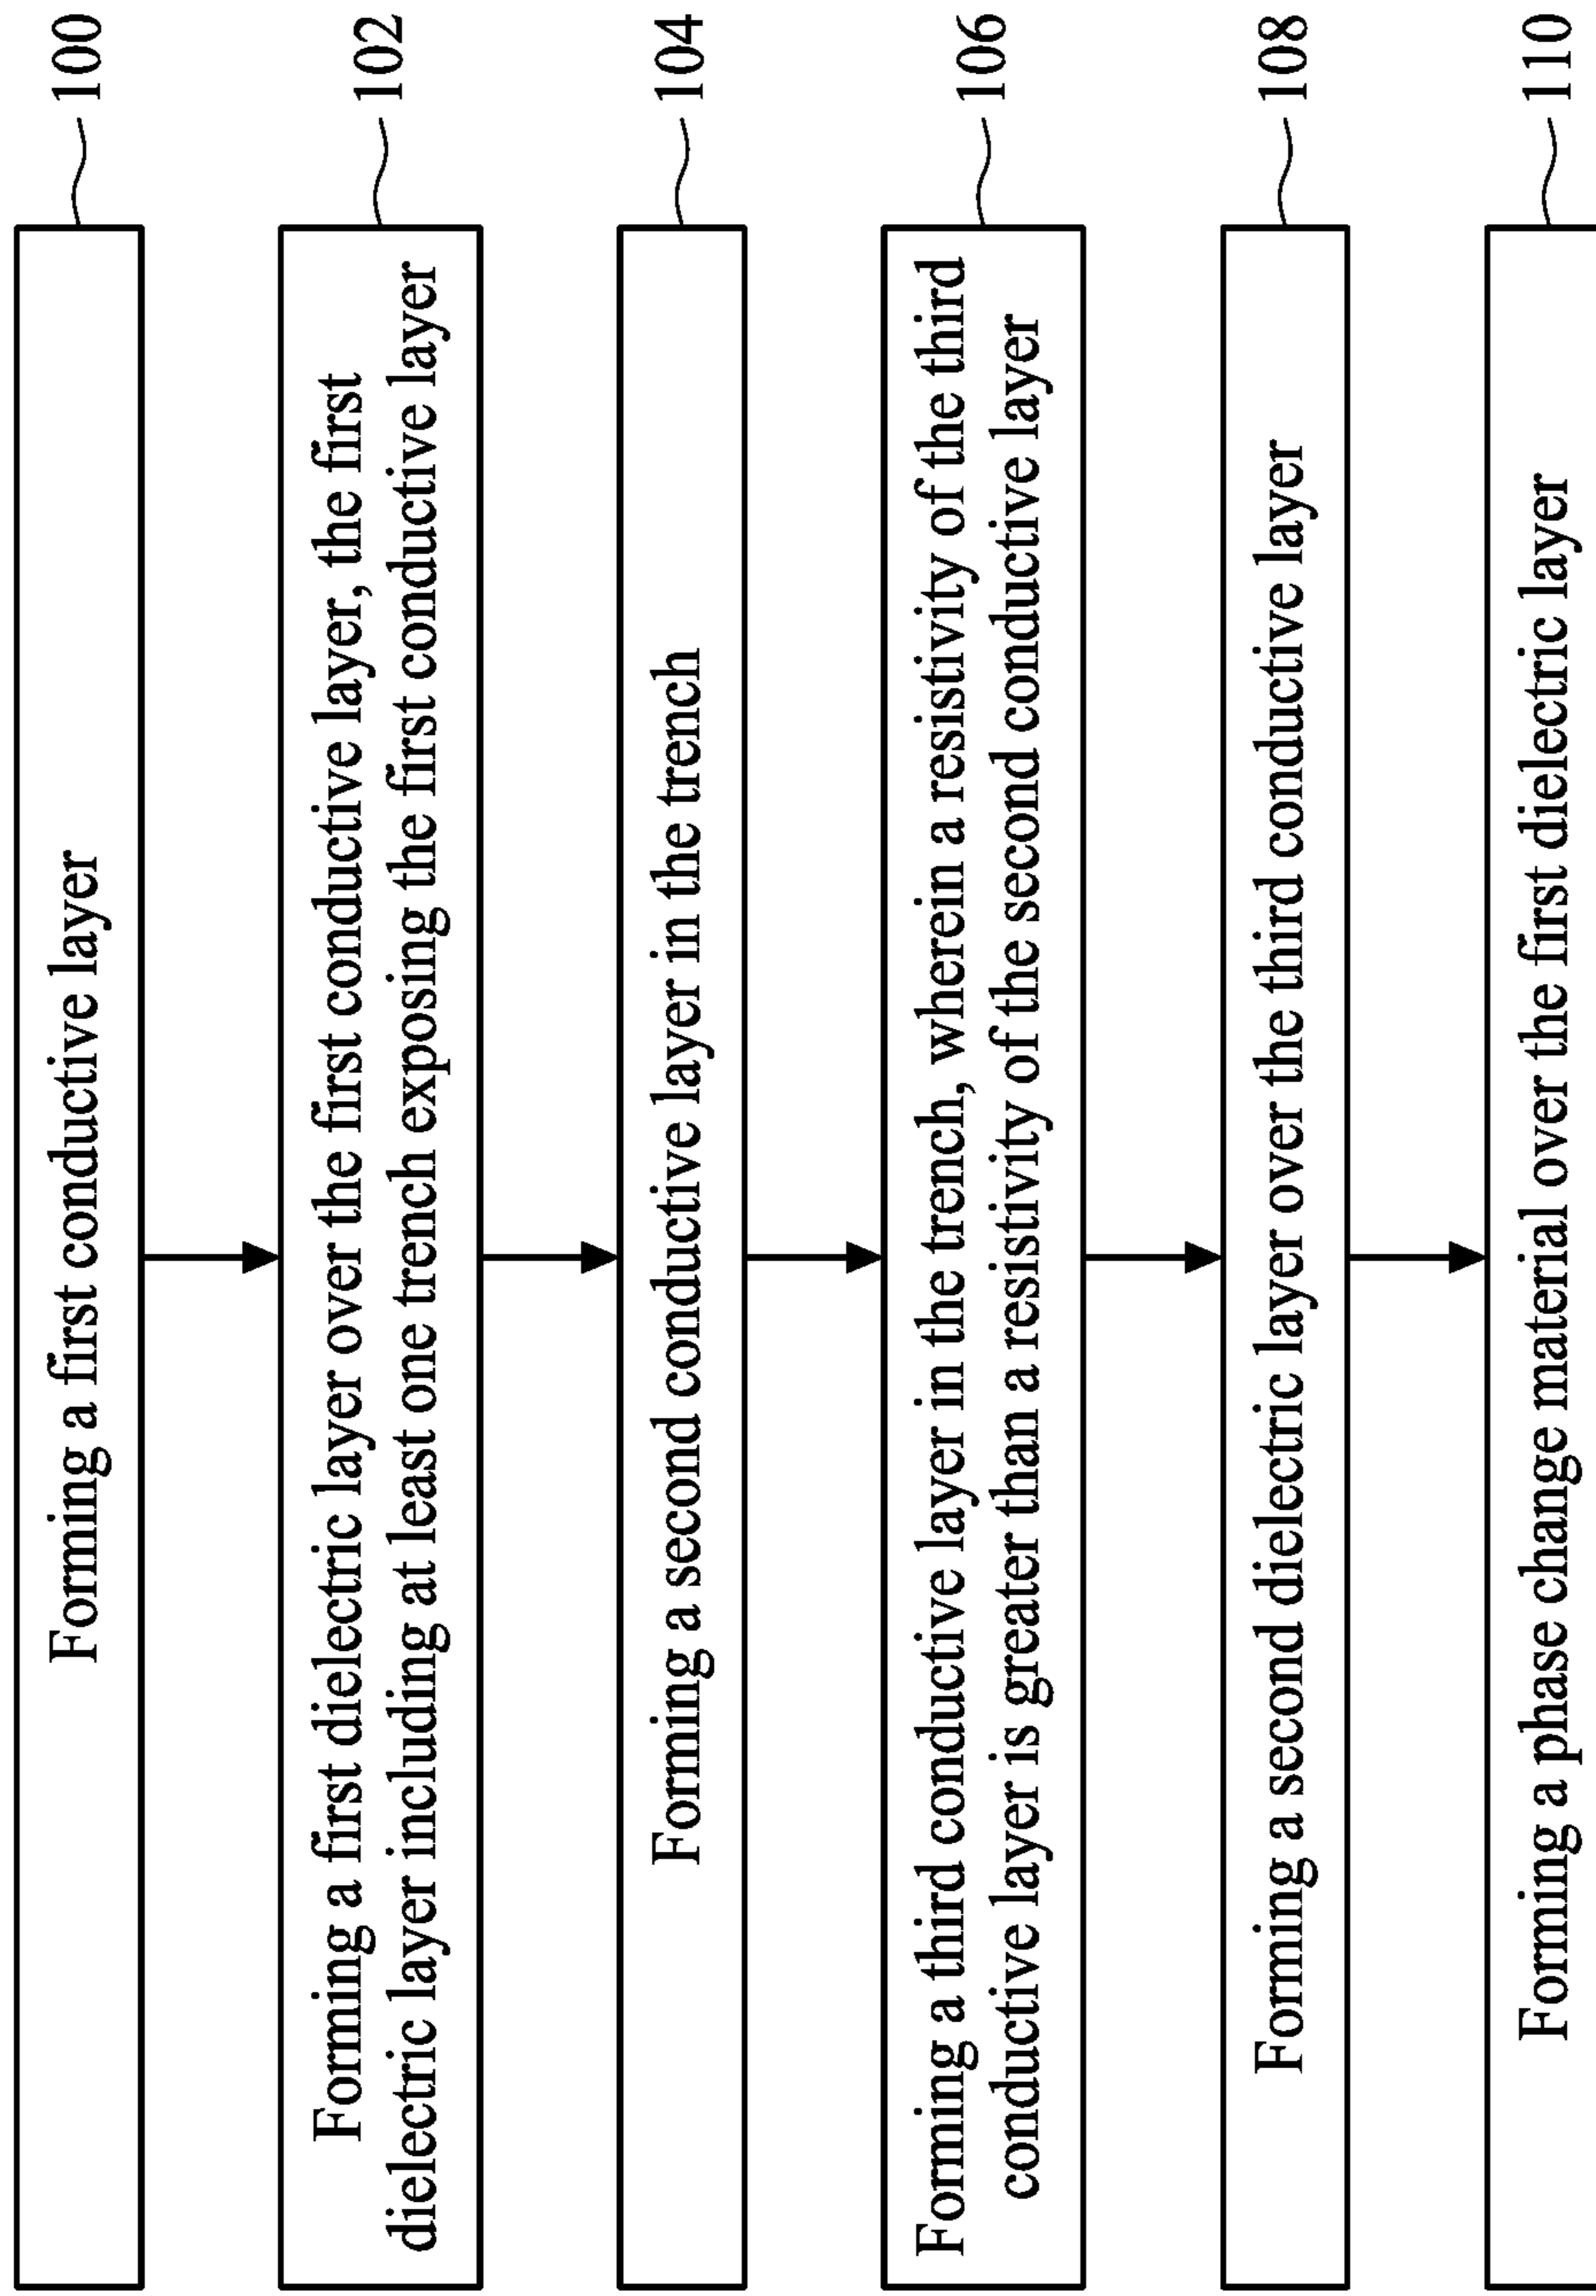 Forming a first conductive layer
100
Forming a first dielectric layer over the first conductive layer, the first
dielectric layer including at least one trench exposing the first conductive layer
102
Forming a second conductive layer in the trench
104
Forming a third conductive layer in the trench, wherein a resistivity of the third
conductive layer is greater than a resistivity of the second conductive layer
106
Forming a second dielectric layer over the third conductive layer
108
Forming a phase change material over the first dielectric layer
110